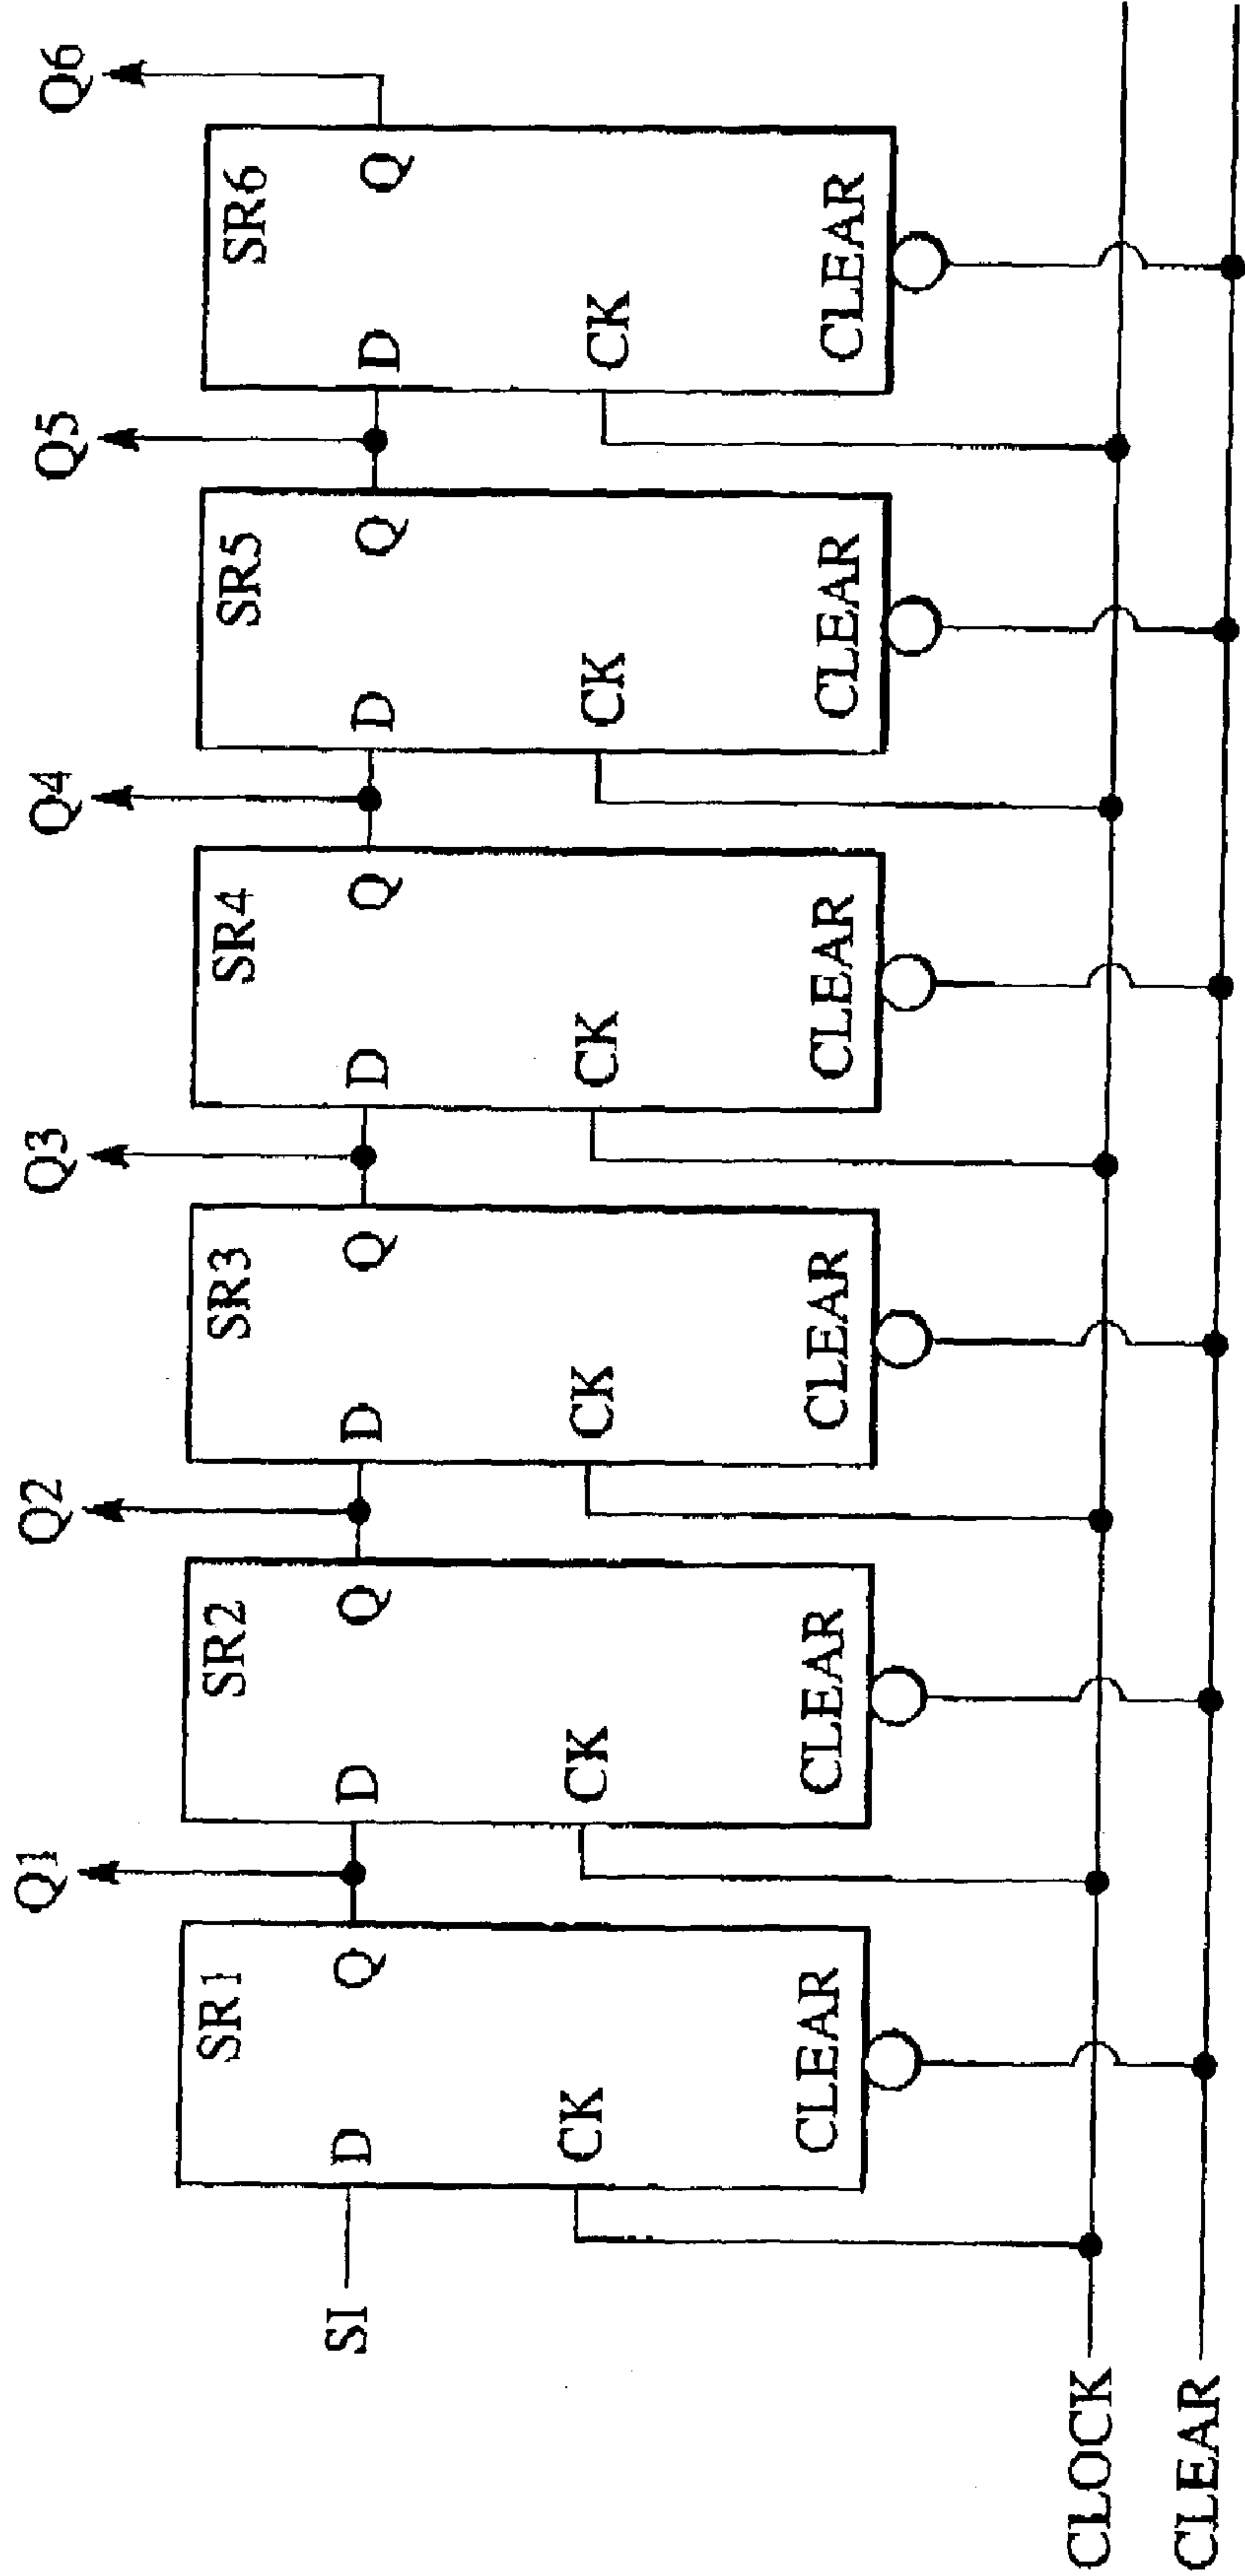 Q1 Q2 Q3 Q4 Q5 Q6
SR1 SR2 SR3 SR4 SR5 SR6
SI D Q D Q D Q D Q D Q D Q
CK CK CK CK CK CK
CLEAR CLEAR CLEAR CLEAR CLEAR CLEAR
CLOCK
CLEAR